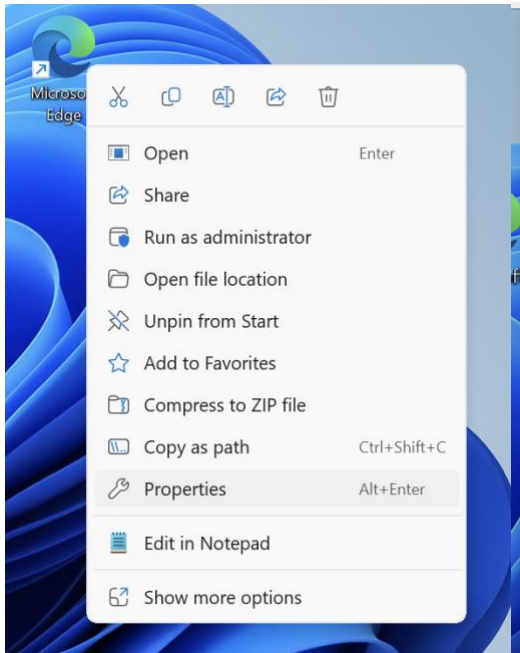 Edge
Open Enter
Share
Run as administrator
Open file location
Unpin from Start
Add to Favorites
Compress to ZIP file
Copy as path Ctrl+Shift+C
Properties Alt+Enter
Edit in Notepad
Show more options